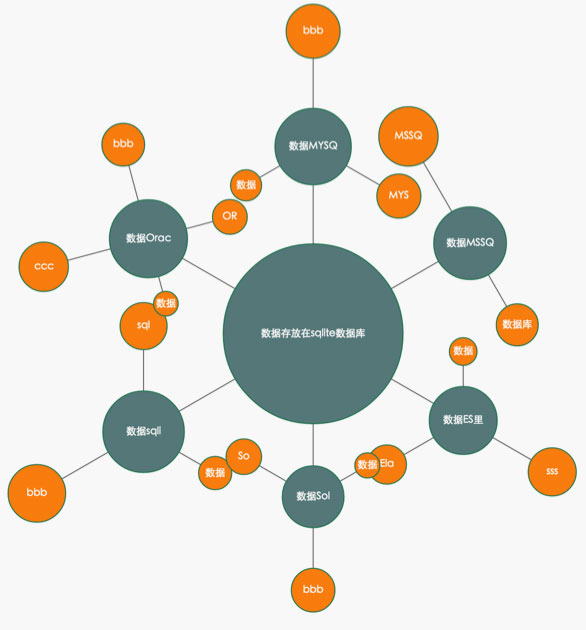 bbb
MSSQ
bbb
数据MYSQ
数据
MYS
OR
数据Orac
数据MSSQ
ccc
数据
sql
数据库
数据存放在sqlite数据库
数据
数据ES里
数据sqli
So
数据
Ela
数据
sss
bbb
数据Sol
bbb